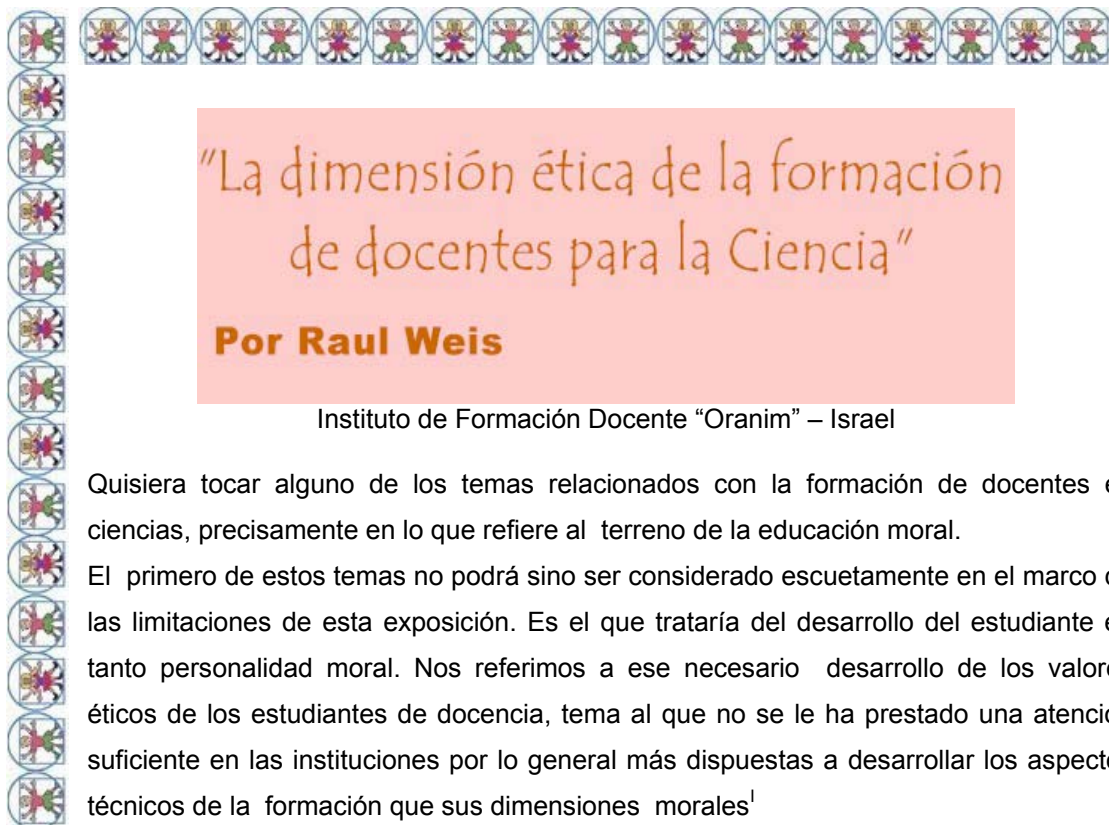 "La dimensión ética de la formación
de docentes para la Ciencia"
Por Raul Weis
Instituto de Formación Docente “Oranim” – Israel
Quisiera tocar alguno de los temas relacionados con la formación de docentes e
ciencias, precisamente en lo que refiere al terreno de la educación moral.
El primero de estos temas no podrá sino ser considerado escuetamente en el marco
las limitaciones de esta exposición. Es el que trataría del desarrollo del estudiante e
tanto personalidad moral. Nos referimos a ese necesario desarrollo de los valore
éticos de los estudiantes de docencia, tema al que no se le ha prestado una atenció
suficiente en las instituciones por lo general más dispuestas a desarrollar los aspecto
técnicos de la formación que sus dimensiones morales<sup>I</sup>